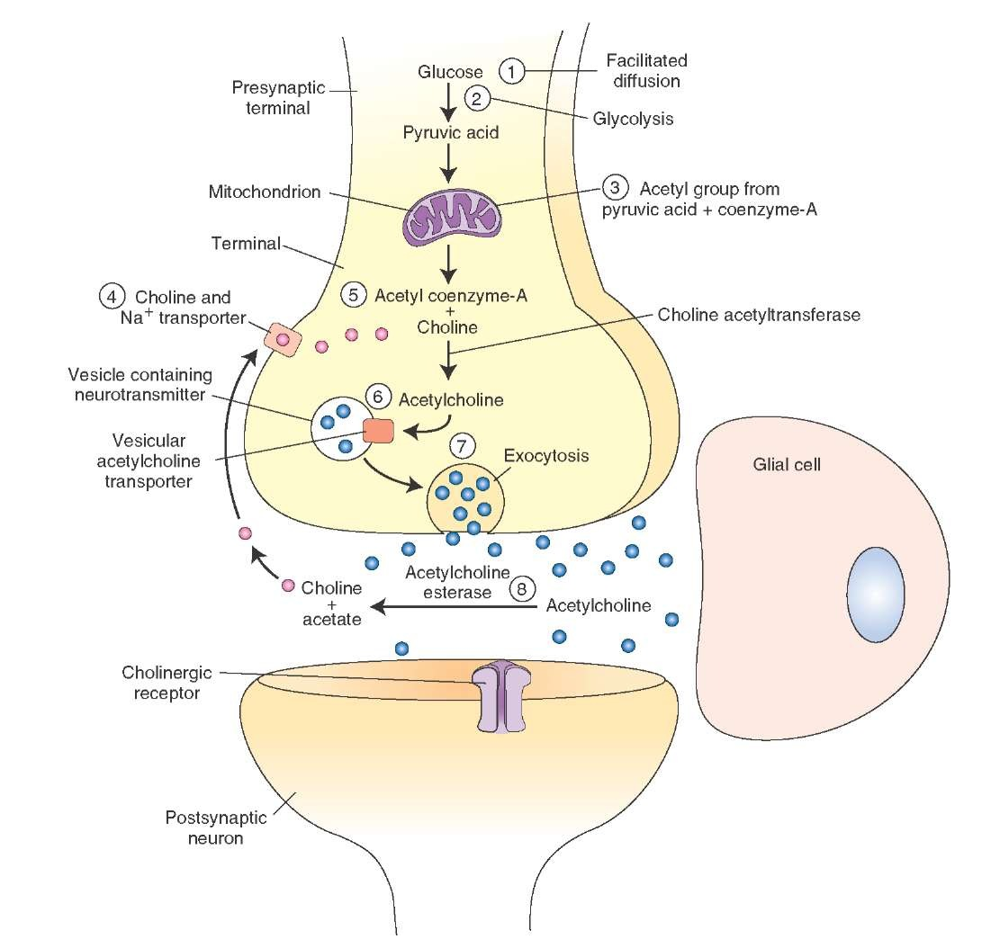 Glucose
1
Facilitated
diffusion
Presynaptic
terminal
2
Glycolysis
Pyruvic acid
Mitochondrion
3 Acetyl group from
pyruvic acid + coenzyme-A
Terminal
4 Choline and
Na+ transporter
5 Acetyl coenzyme-A
+
Choline
Choline acetyltransferase
Vesicle containing
neurotransmitter
6 Acetylcholine
Vesicular
acetylcholine
transporter
7
Exocytosis
Glial cell
Acetylcholine
esterase 8
Choline
+
acetate
Acetylcholine
Cholinergic
receptor
Postsynaptic
neuron